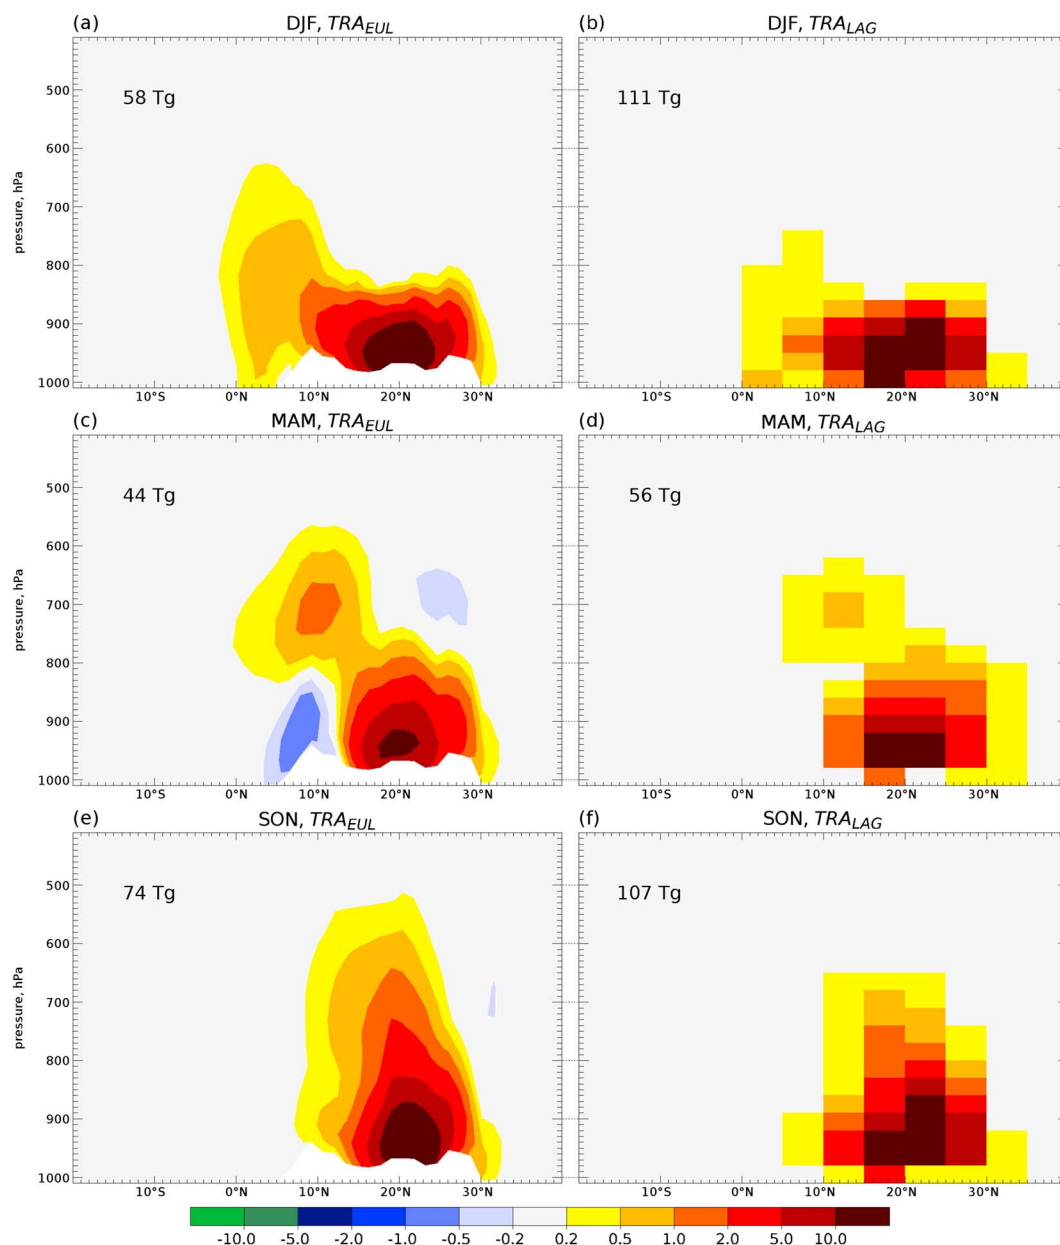 (a) DJF, TRA_EUL
(b) DJF, TRA_LAG
58 Tg
111 Tg
pressure, hPa
500
600
700
800
900
1000
10°S 0°N 10°N 20°N 30°N
10°S 0°N 10°N 20°N 30°N
(c) MAM, TRA_EUL
(d) MAM, TRA_LAG
44 Tg
56 Tg
pressure, hPa
500
600
700
800
900
1000
10°S 0°N 10°N 20°N 30°N
10°S 0°N 10°N 20°N 30°N
(e) SON, TRA_EUL
(f) SON, TRA_LAG
74 Tg
107 Tg
pressure, hPa
500
600
700
800
900
1000
10°S 0°N 10°N 20°N 30°N
10°S 0°N 10°N 20°N 30°N
-10.0 -5.0 -2.0 -1.0 -0.5 -0.2 0.2 0.5 1.0 2.0 5.0 10.0